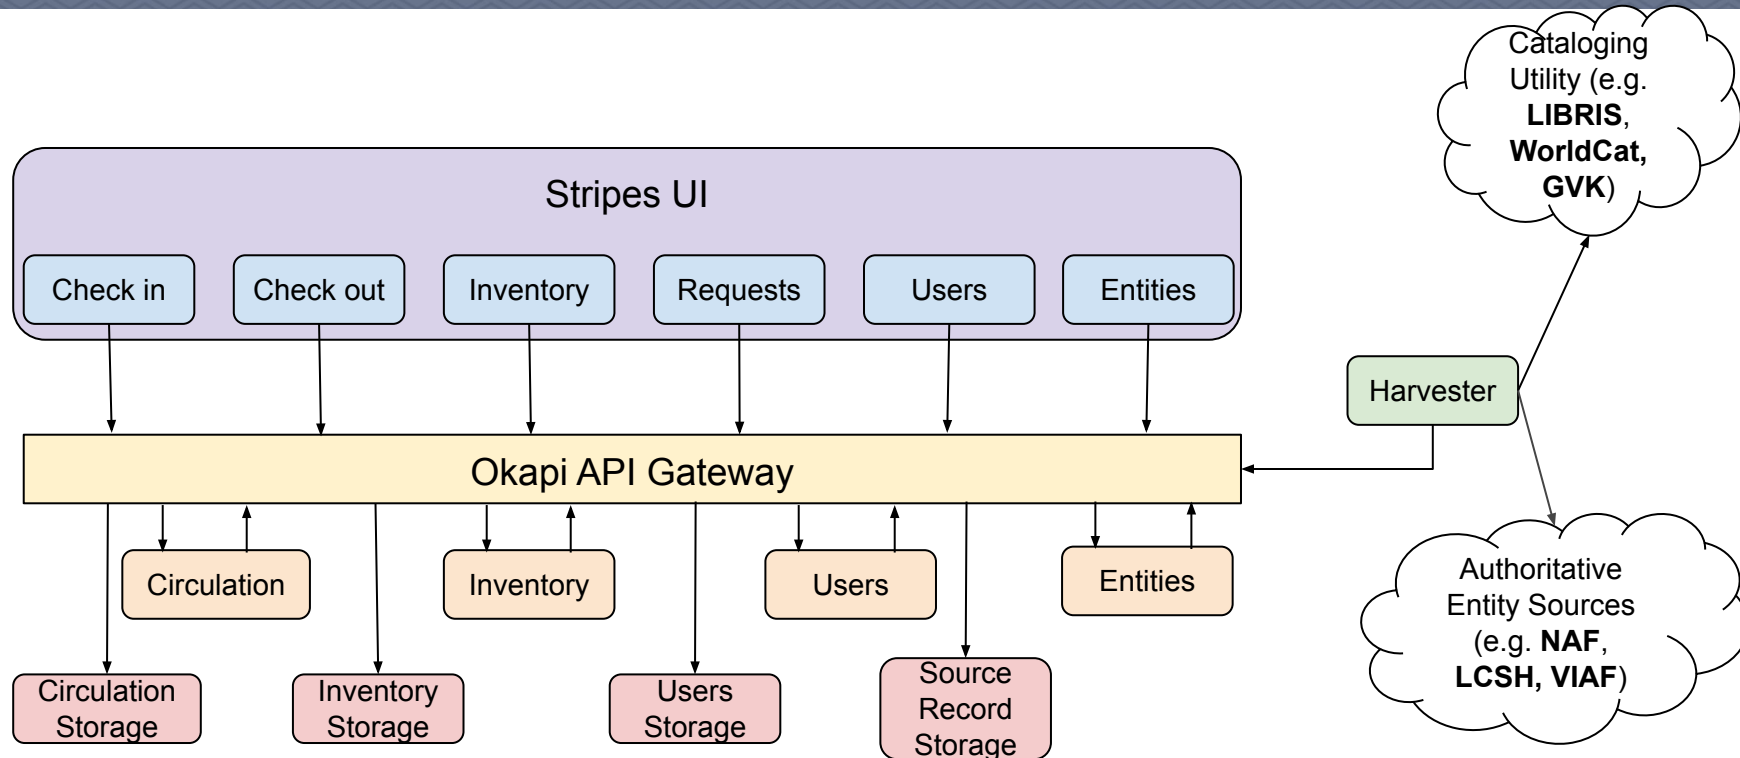 Cataloging
Utility (e.g.
LIBRIS,
WorldCat,
GVK)
Stripes UI
Check in
Check out
Inventory
Requests
Users
Entities
Harvester
Okapi API Gateway
Circulation
Inventory
Users
Entities
Authoritative
Entity Sources
(e.g. NAF,
LCSH, VIAF)
Circulation
Storage
Inventory
Storage
Users
Storage
Source
Record
Storage